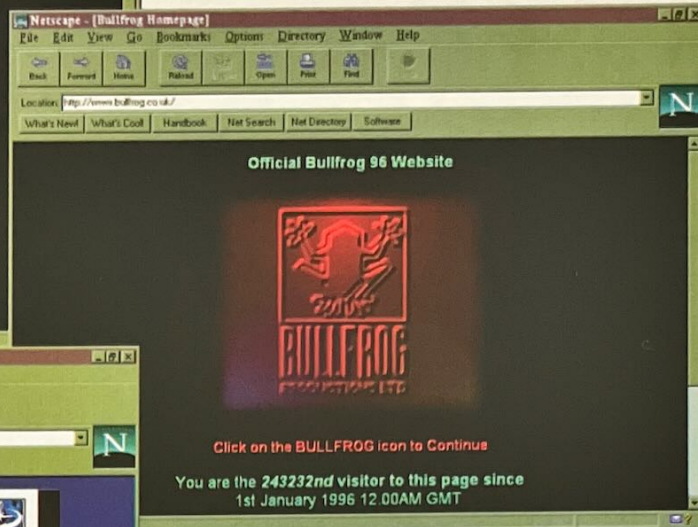 Netscape - [Bullfrog Homepage]
File Edit View Go Bookmarks Options Directory Window Help
Back Forward Home Reload Open Print Find
Location: http://www.bullfrog.co.uk/
N
What's New! What's Cool! Handbook Net Search Net Directory Software
Official Bullfrog 96 Website
BULLFROG
PRODUCTIONS LTD
N
Click on the BULLFROG icon to Continue
You are the 243232nd visitor to this page since
1st January 1996 12.00AM GMT